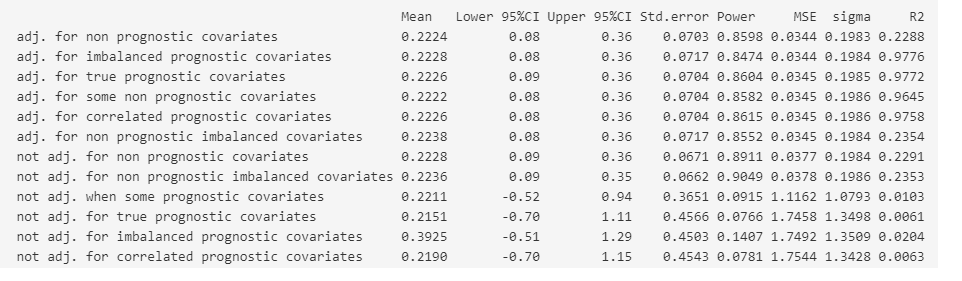 Mean Lower 95%CI Upper 95%CI Std.error Power MSE sigma R2
adj. for non prognostic covariates 0.2224 0.08 0.36 0.0703 0.8598 0.0344 0.1983 0.2288
adj. for imbalanced prognostic covariates 0.2228 0.08 0.36 0.0717 0.8474 0.0344 0.1984 0.9776
adj. for true prognostic covariates 0.2226 0.09 0.36 0.0704 0.8604 0.0345 0.1985 0.9772
adj. for some non prognostic covariates 0.2222 0.08 0.36 0.0704 0.8582 0.0345 0.1986 0.9645
adj. for correlated prognostic covariates 0.2226 0.08 0.36 0.0704 0.8615 0.0345 0.1986 0.9758
adj. for non prognostic imbalanced covariates 0.2238 0.08 0.36 0.0717 0.8552 0.0345 0.1984 0.2354
not adj. for non prognostic covariates 0.2228 0.09 0.36 0.0671 0.8911 0.0377 0.1984 0.2291
not adj. for non prognostic imbalanced covariates 0.2236 0.09 0.35 0.0662 0.9049 0.0378 0.1986 0.2353
not adj. when some prognostic covariates 0.2211 -0.52 0.94 0.3651 0.0915 1.1162 1.0793 0.0103
not adj. for true prognostic covariates 0.2151 -0.70 1.11 0.4566 0.0766 1.7458 1.3498 0.0061
not adj. for imbalanced prognostic covariates 0.3925 -0.51 1.29 0.4503 0.1407 1.7492 1.3509 0.0204
not adj. for correlated prognostic covariates 0.2190 -0.70 1.15 0.4543 0.0781 1.7544 1.3428 0.0063